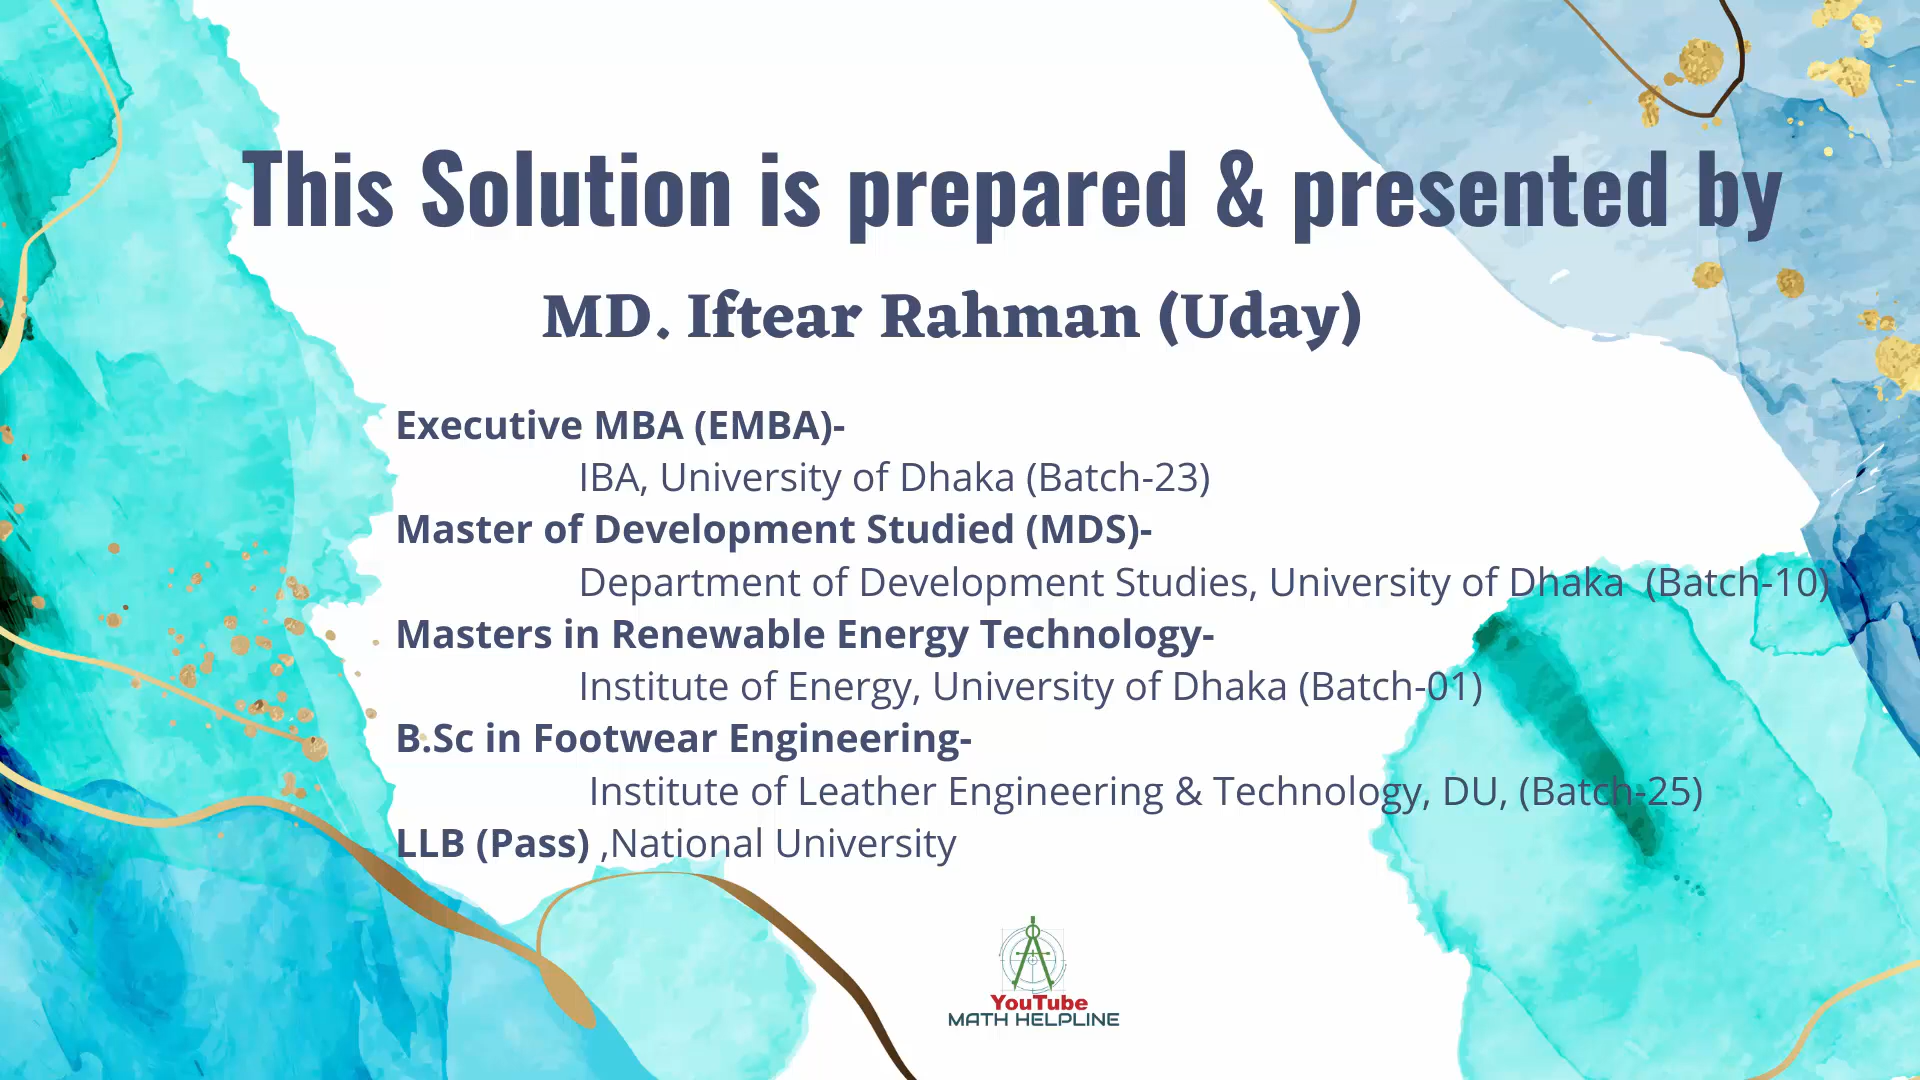 This Solution is prepared & presented by
MD. Iftear Rahman (Uday)
Executive MBA (EMBA)-
IBA, University of Dhaka (Batch-23)
Master of Development Studied (MDS)-
Department of Development Studies, University of Dhaka (Batch-10)
Masters in Renewable Energy Technology-
Institute of Energy, University of Dhaka (Batch-01)
B.Sc in Footwear Engineering-
Institute of Leather Engineering & Technology, DU, (Batch-25)
LLB (Pass) ,National University
YouTube
MATH HELPLINE